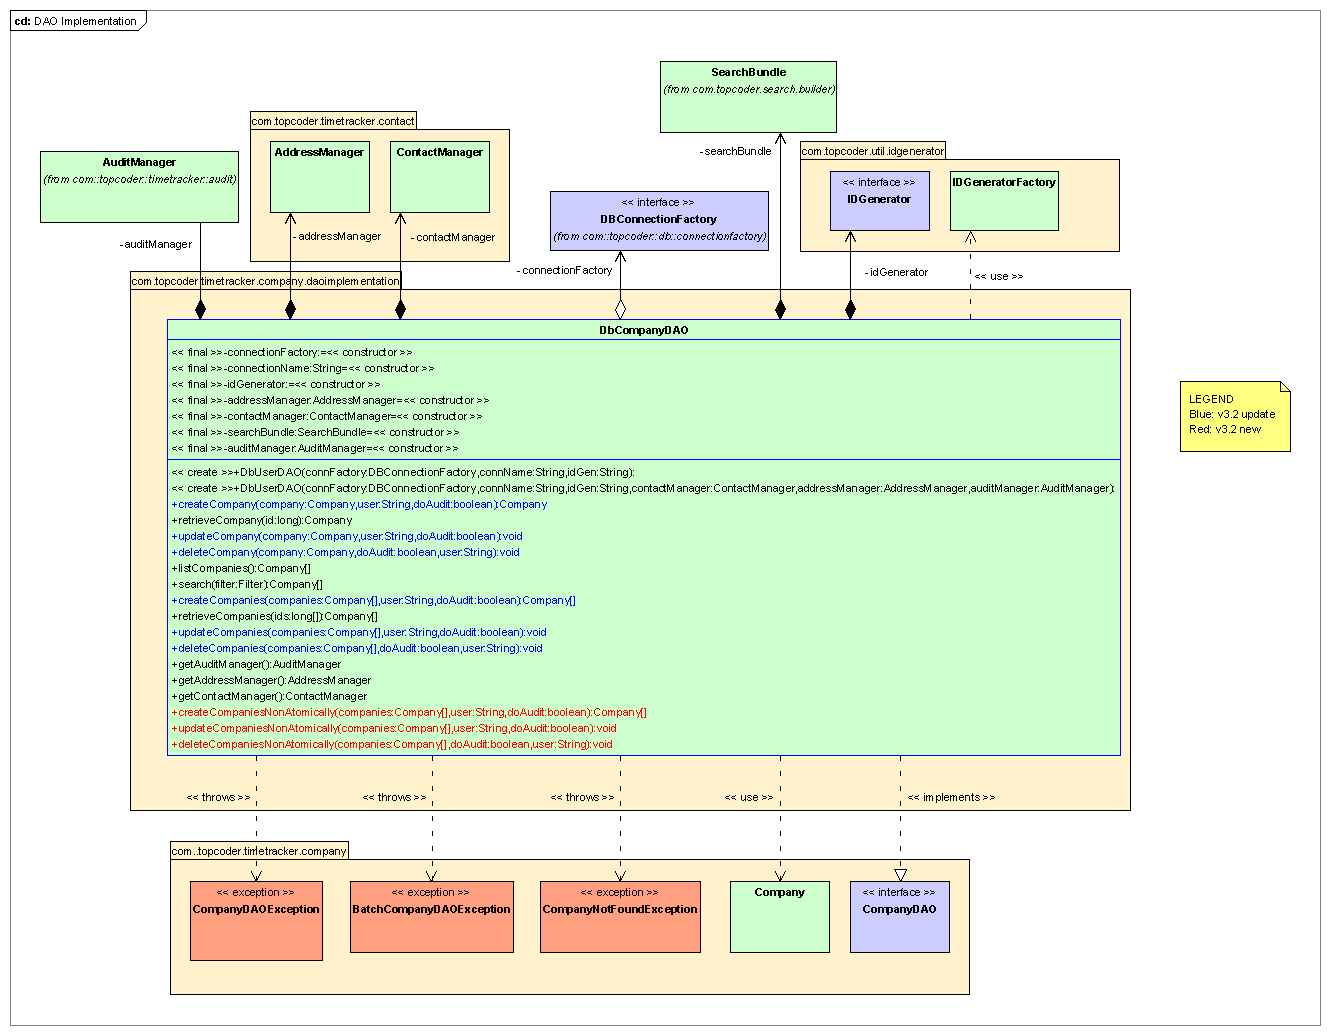 cd: DAO Implementation
SearchBundle
(from com.topcoder.search.builder)
com.topcoder.timetracker.contact
AddressManager
ContactManager
AuditManager
(from com::topcoder::timetracker::audit)
- searchBundle
com.topcoder.util.idgenerator
<< interface >>
IDGenerator
IDGeneratorFactory
<< interface >>
DBConnectionFactory
(from com::topcoder::db::connectionfactory)
- auditManager
- addressManager
- contactManager
- connectionFactory
- idGenerator
<< use >>
com.topcoder.timetracker.company.daoimplementation
DbCompanyDAO
<< final >>-connectionFactory:=<< constructor >>
<< final >>-connectionName:String=<< constructor >>
<< final >>-idGenerator:=<< constructor >>
<< final >>-addressManager:AddressManager=<< constructor >>
<< final >>-contactManager:ContactManager=<< constructor >>
<< final >>-searchBundle:SearchBundle=<< constructor >>
<< final >>-auditManager:AuditManager=<< constructor >>
<< create >>+DbUserDAO(connFactory:DBConnectionFactory,connName:String,idGen:String):
<< create >>+DbUserDAO(connFactory:DBConnectionFactory,connName:String,idGen:String,contactManager:ContactManager,addressManager:AddressManager,auditManager:AuditManager):
+createCompany(company:Company,user:String,doAudit:boolean):Company
+retrieveCompany(id:long):Company
+updateCompany(company:Company,user:String,doAudit:boolean):void
+deleteCompany(company:Company,doAudit:boolean,user:String):void
+listCompanies():Company[]
+search(filter:Filter):Company[]
+createCompanies(companies:Company[],user:String,doAudit:boolean):Company[]
+retrieveCompanies(ids:long[]):Company[]
+updateCompanies(companies:Company[],user:String,doAudit:boolean):void
+deleteCompanies(companies:Company[],doAudit:boolean,user:String):void
+getAuditManager():AuditManager
+getAddressManager():AddressManager
+getContactManager():ContactManager
+createCompaniesNonAtomically(companies:Company[],user:String,doAudit:boolean):Company[]
+updateCompaniesNonAtomically(companies:Company[],user:String,doAudit:boolean):void
+deleteCompaniesNonAtomically(companies:Company[],doAudit:boolean,user:String):void
LEGEND
Blue: v3.2 update
Red: v3.2 new
<< throws >>
<< throws >>
<< throws >>
<< use >>
<< implements >>
com..topcoder.timetracker.company
<< exception >>
CompanyDAOException
<< exception >>
BatchCompanyDAOException
<< exception >>
CompanyNotFoundException
Company
<< interface >>
CompanyDAO